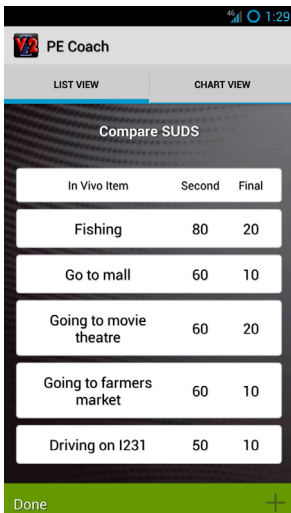 4G 1:29
PE Coach
LIST VIEW CHART VIEW
Compare SUDS
In Vivo Item Second Final
Fishing 80 20
Go to mall 60 10
Going to movie
theatre 60 20
Going to farmers
market 60 10
Driving on I231 50 10
Done